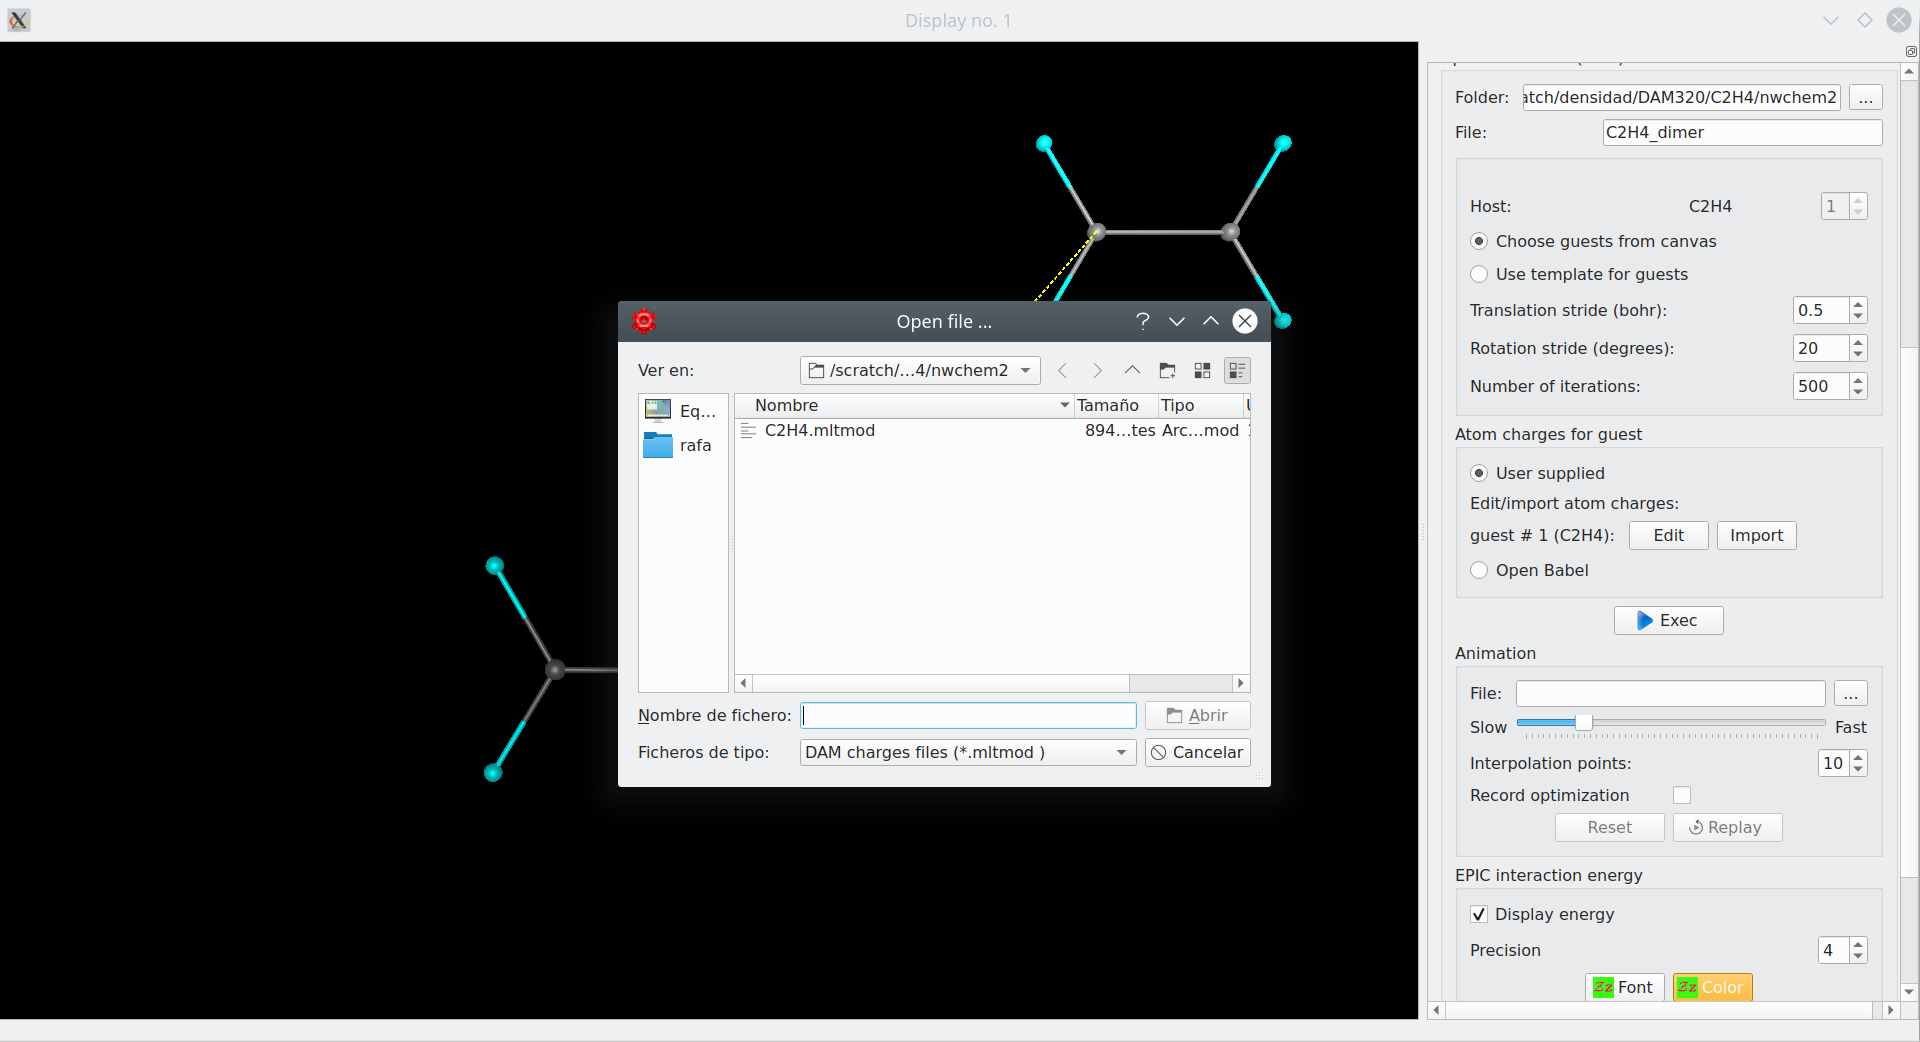 Display no. 1
Folder: atch/densidad/DAM320/C2H4/nwchem2 ...
File: C2H4_dimer
Host: C2H4 1
Choose guests from canvas
Use template for guests
Translation stride (bohr): 0.5
Rotation stride (degrees): 20
Number of iterations: 500
Atom charges for guest
User supplied
Edit/import atom charges:
guest # 1 (C2H4): Edit Import
Open Babel
Exec
Animation
File: ...
Slow Fast
Interpolation points: 10
Record optimization
Reset Replay
EPIC interaction energy
Display energy
Precision 4
Zz Font Zz Color
Open file ...
Ver en: /scratch/...4/nwchem2
Eq...
rafa
Nombre Tamaño Tipo
C2H4.mltmod 894...tes Arc...mod
Nombre de fichero: Abrir
Ficheros de tipo: DAM charges files (*.mltmod ) Cancelar